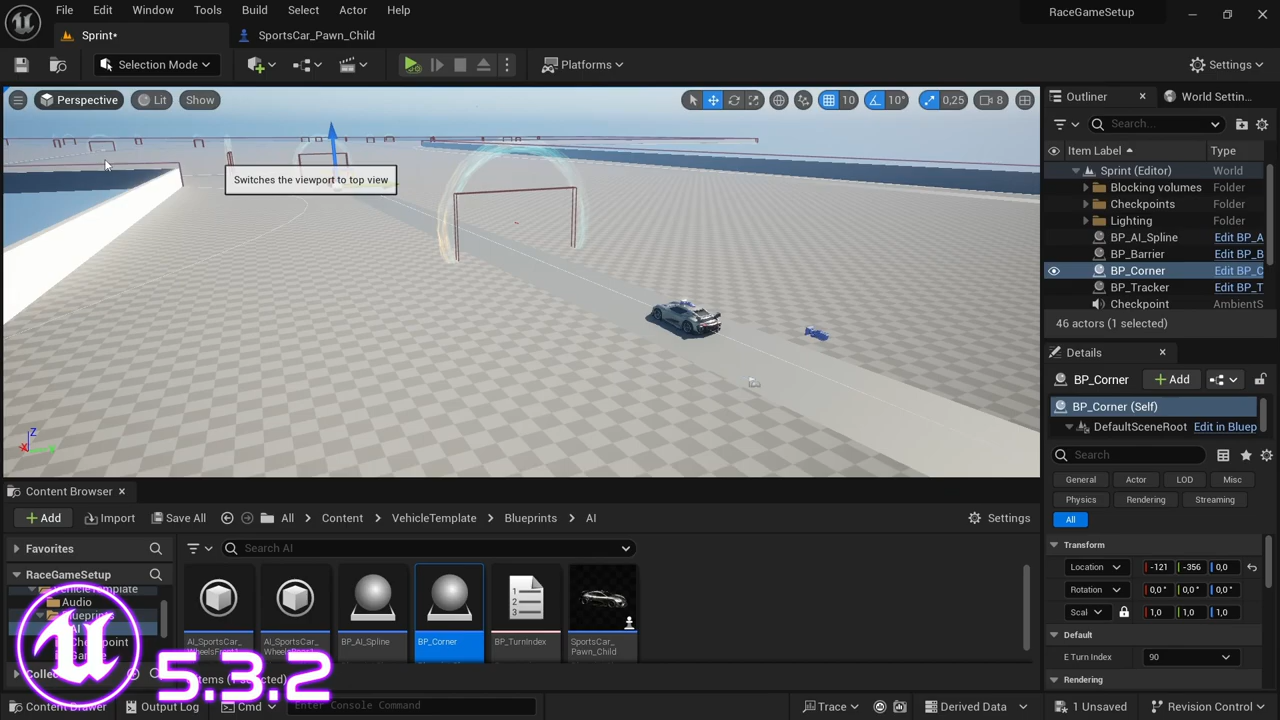 File Edit Window Tools Build Select Actor Help
RaceGameSetup
Sprint•
SportsCar_Pawn_Child
Selection Mode
Platforms
Settings
Perspective
Lit
Show
10
10°
0,25
8
Switches the viewport to top view
Z
X
Outliner
World Settin...
Search...
Item Label
Type
Sprint (Editor)
World
Blocking volumes
Folder
Checkpoints
Folder
Lighting
Folder
BP_AI_Spline
Edit BP_A
BP_Barrier
Edit BP_B
BP_Corner
Edit BP_C
BP_Tracker
Edit BP_T
Checkpoint
AmbientS
46 actors (1 selected)
Details
BP_Corner
Add
BP_Corner (Self)
DefaultSceneRoot
Edit in Bluep
Search
General
Actor
LOD
Misc
Physics
Rendering
Streaming
All
Transform
Location
-121
-356
0,0
Rotation
0,0°
0,0°
0,0°
Scal
1,0
1,0
1,0
Default
E Turn Index
90
Rendering
Content Browser
Add
Import
Save All
All
Content
VehicleTemplate
Blueprints
AI
Settings
Favorites
RaceGameSetup
Audio
AI
Search AI
AI_SportsCar_
AI_SportsCar_
BP_AI_Spline
BP_Corner
BP_TurnIndex
SportsCar_
Pawn_Child
5.3.2
Output Log
Cmd
Enter Console Command
Trace
Derived Data
1 Unsaved
Revision Control